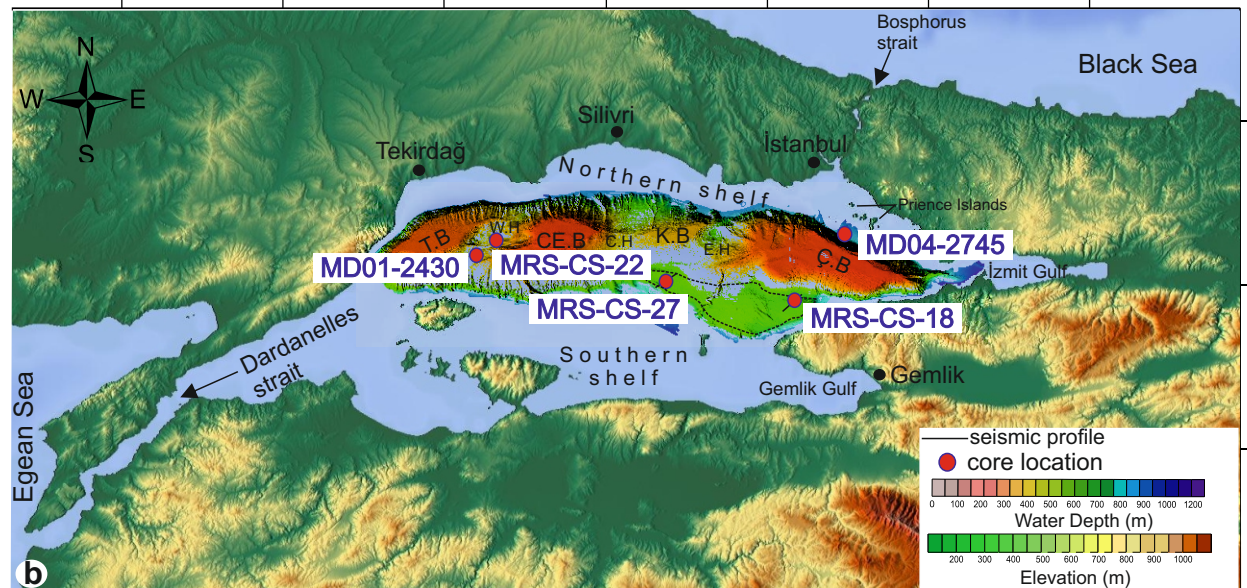 Bosphorus
strait
Black Sea
N
W
E
S
Silivri
Tekirdağ
İstanbul
Northern shelf
Prience Islands
T.B
W.H
CE.B
C.H
K.B
E.H
Ç.B
MD04-2745
MD01-2430
MRS-CS-22
İzmit Gulf
MRS-CS-27
MRS-CS-18
Dardanelles
strait
Southern
shelf
Gemlik Gulf
Gemlik
Egean Sea
seismic profile
core location
0 100 200 300 400 500 600 700 800 900 1000 1100 1200
Water Depth (m)
200 300 400 500 600 700 800 900 1000
Elevation (m)
b